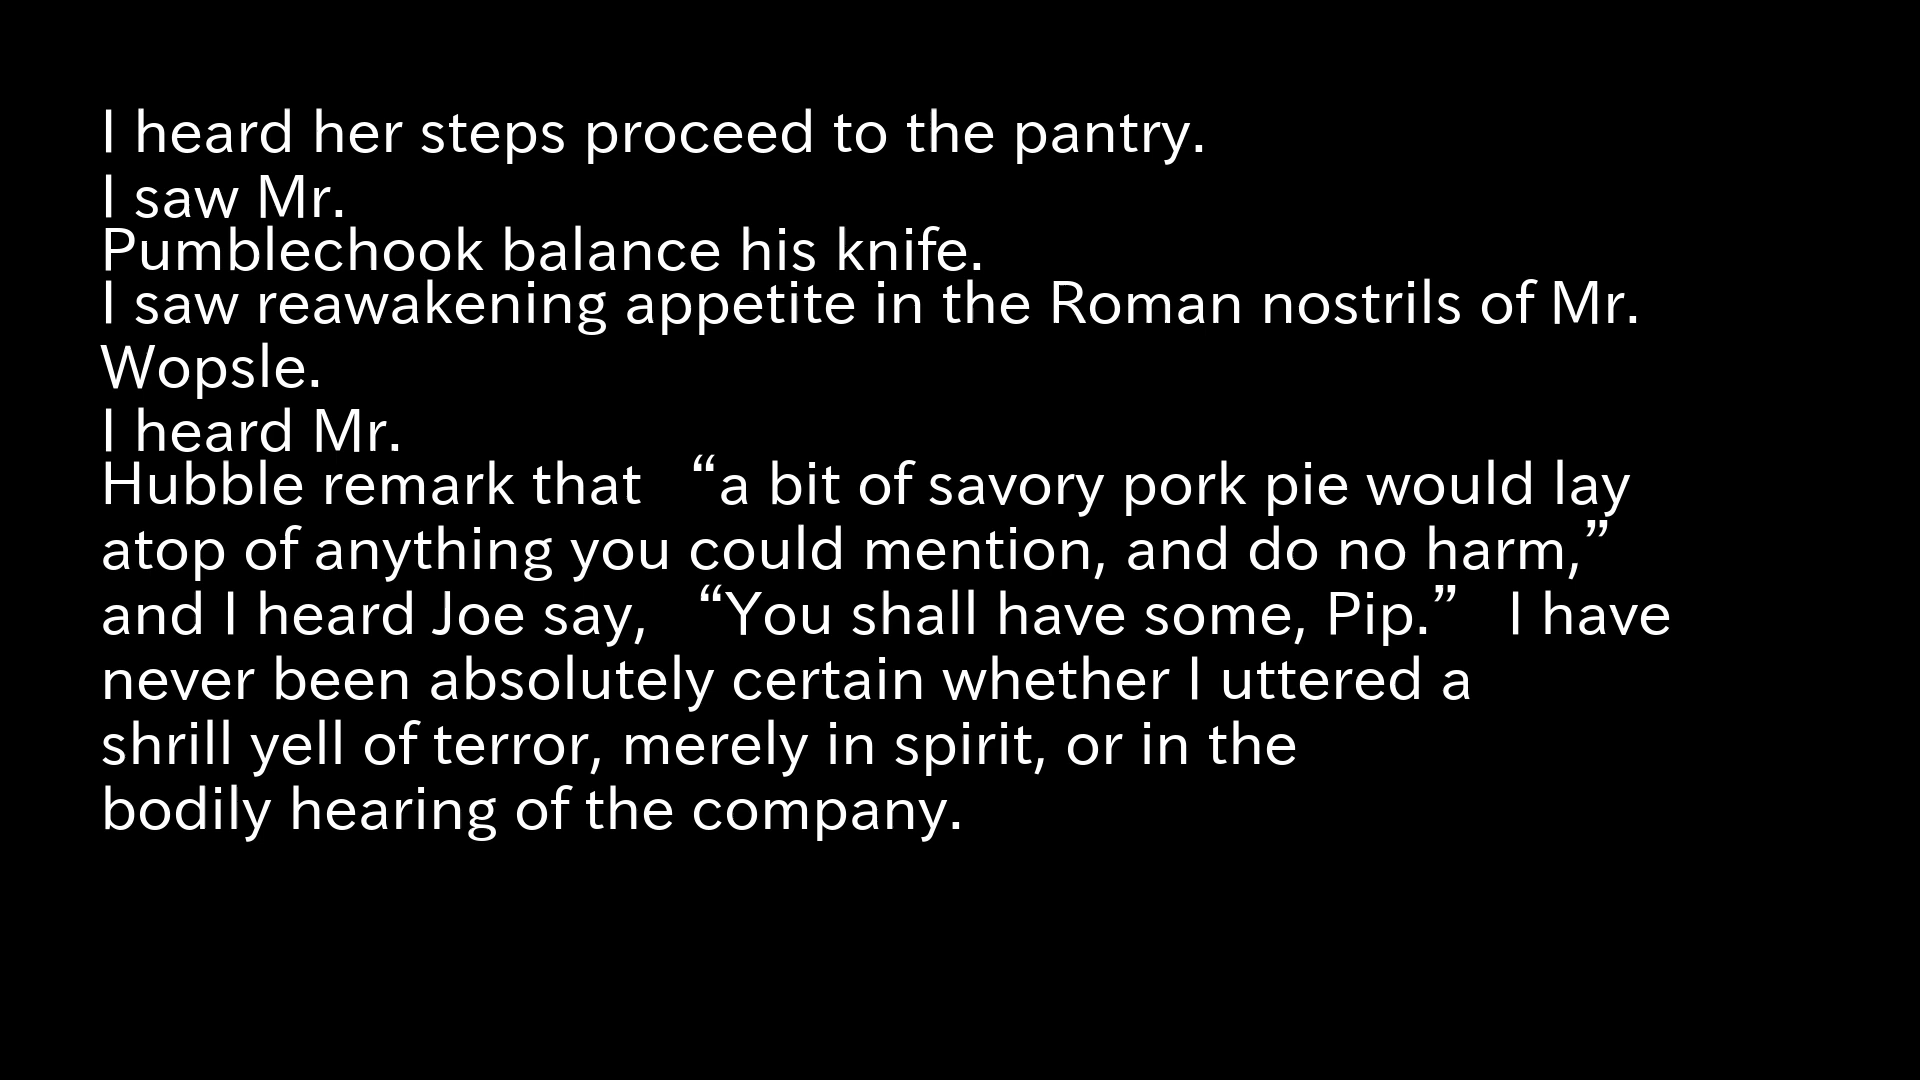 I heard her steps proceed to the pantry.
I saw Mr.
Pumblechook balance his knife.
I saw reawakening appetite in the Roman nostrils of Mr.
Wopsle.
I heard Mr.
Hubble remark that “a bit of savory pork pie would lay
atop of anything you could mention, and do no harm,”
and I heard Joe say, “You shall have some, Pip.” I have
never been absolutely certain whether I uttered a
shrill yell of terror, merely in spirit, or in the
bodily hearing of the company.